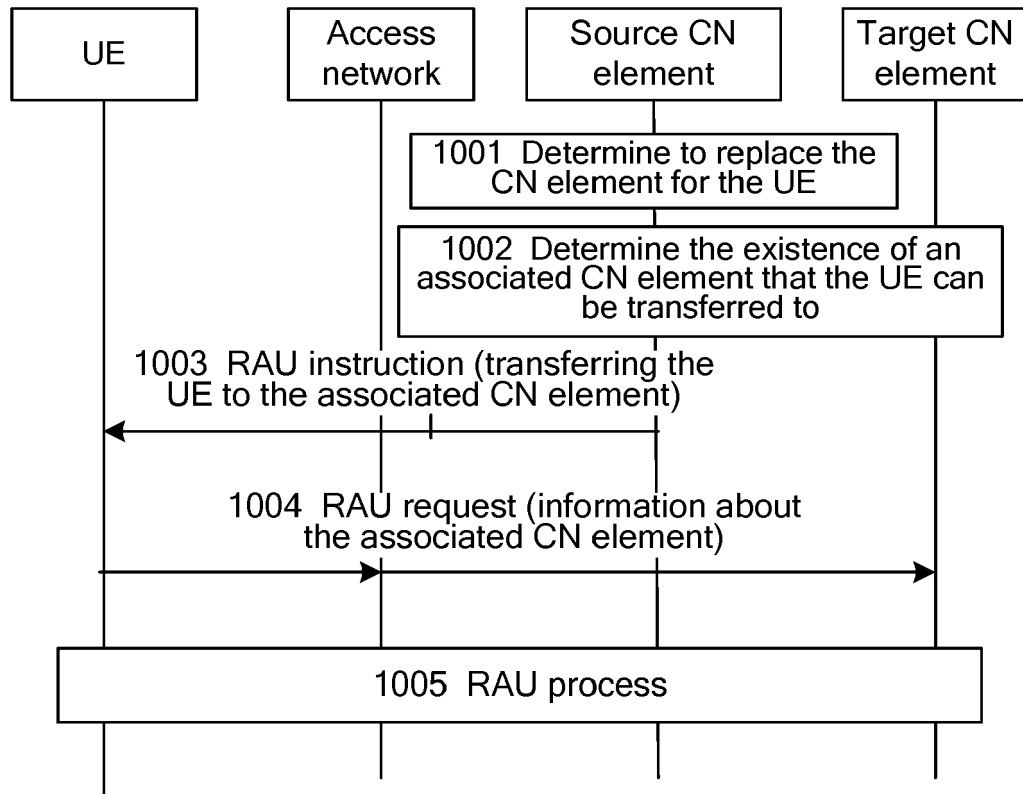 UE
Access
network
Source CN
element
Target CN
element
1001 Determine to replace the
CN element for the UE
1002 Determine the existence of an
associated CN element that the UE can
be transferred to
1003 RAU instruction (transferring the
UE to the associated CN element)
1004 RAU request (information about
the associated CN element)
1005 RAU process